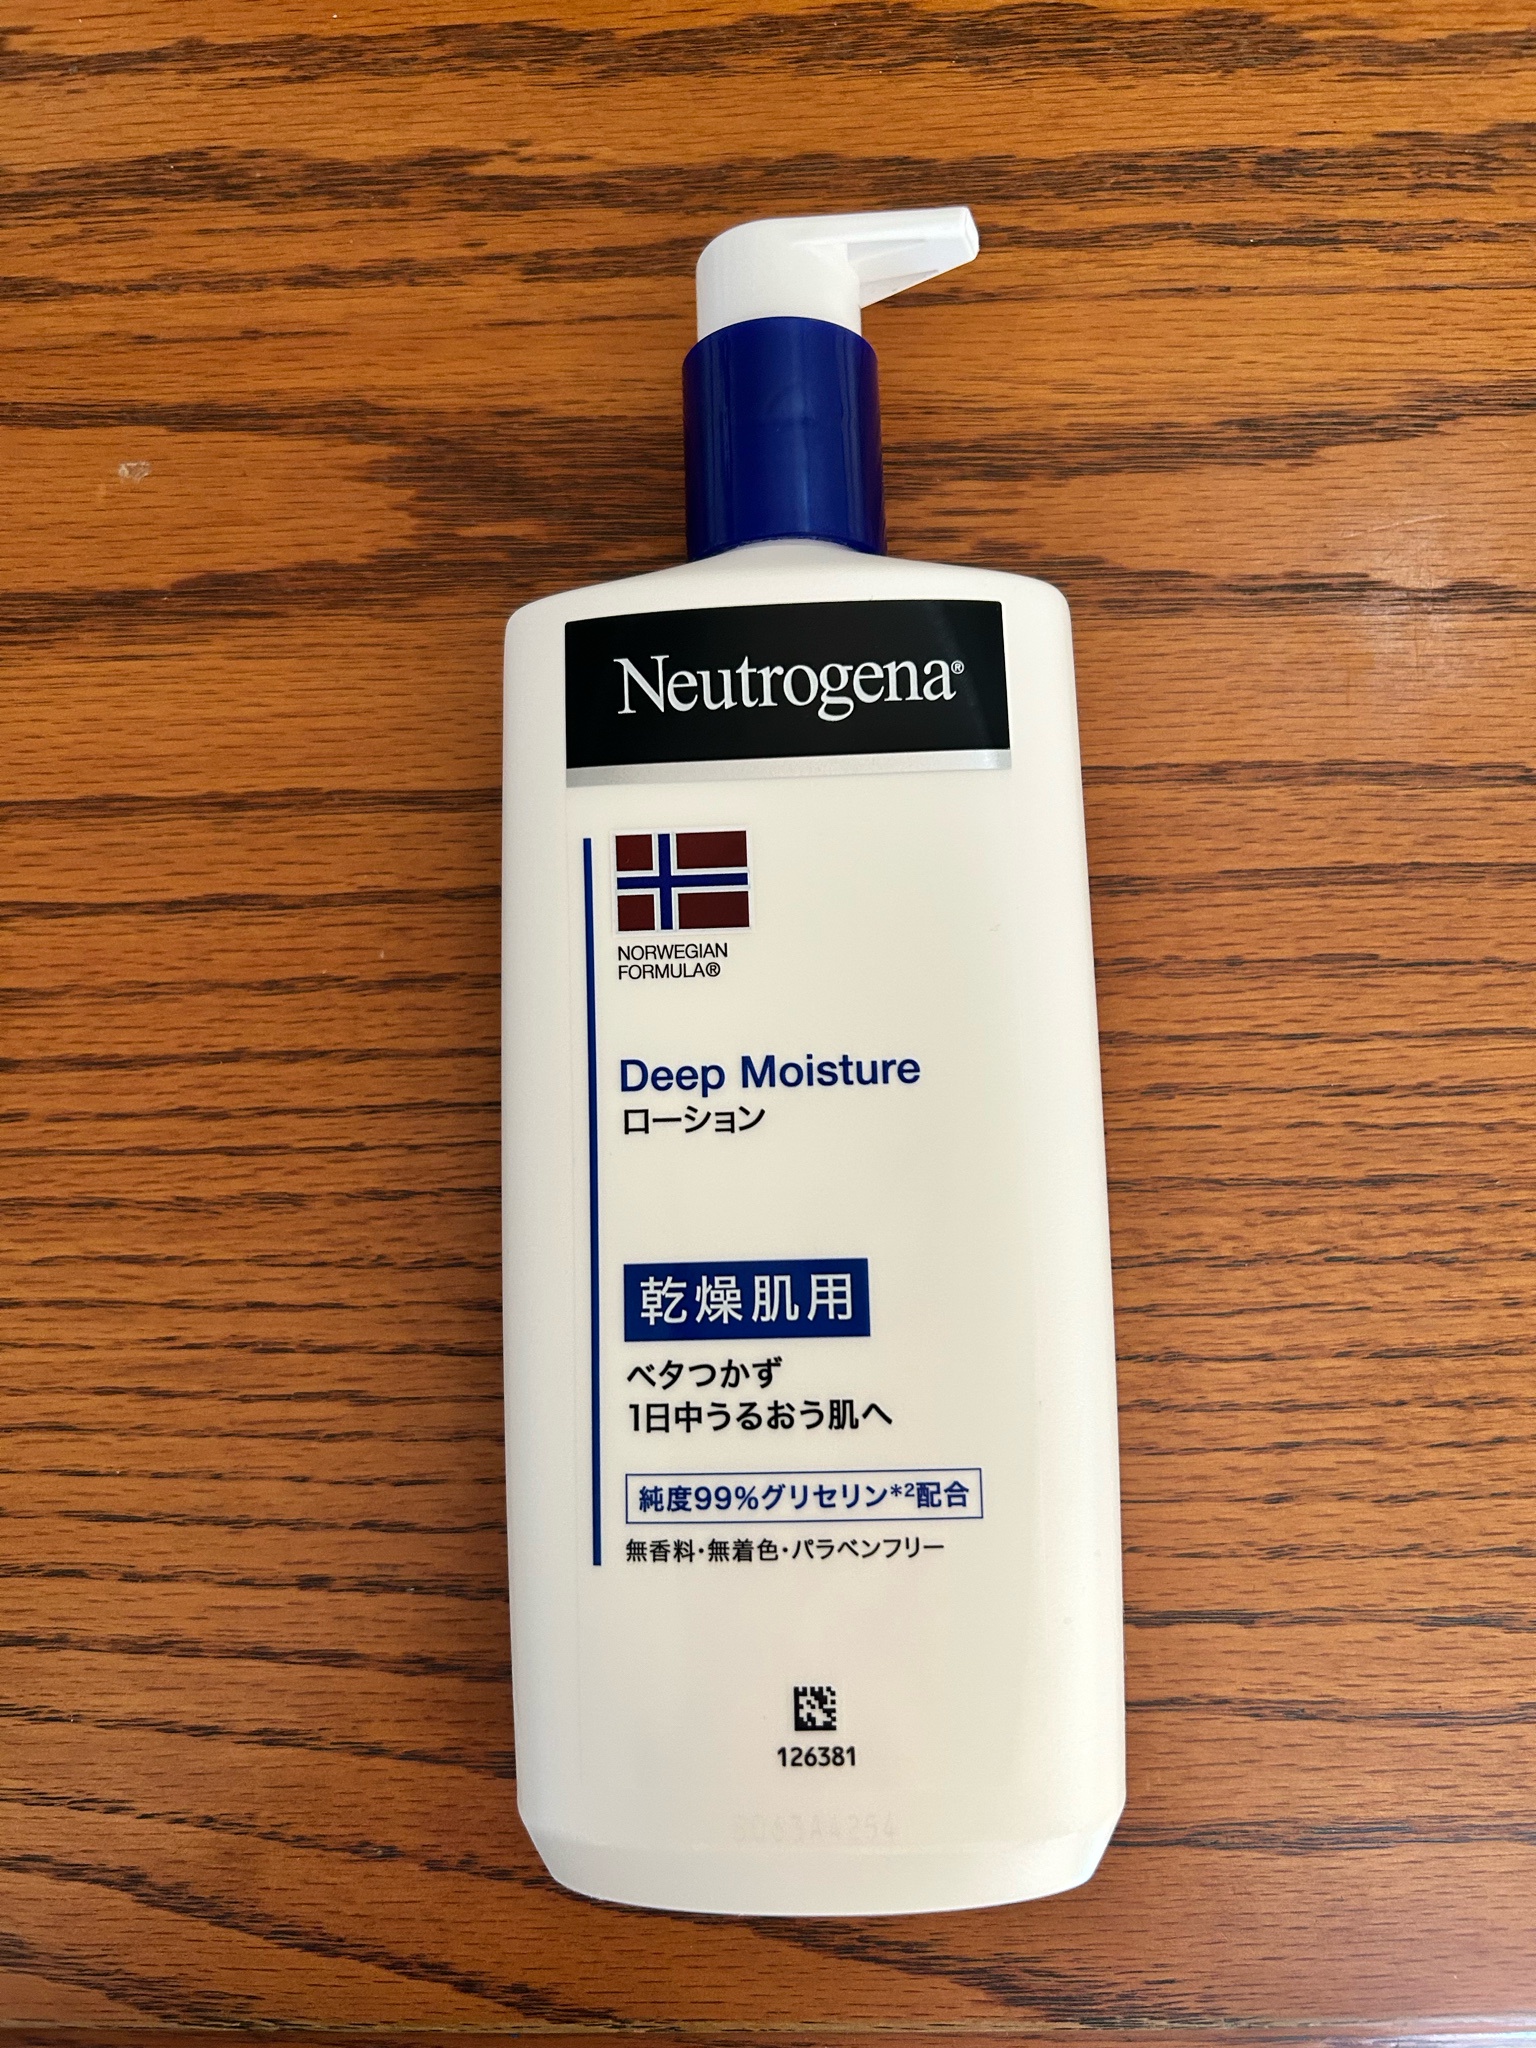 Neutrogena®
NORWEGIAN
FORMULA®
Deep Moisture
ローション
乾燥肌用
ベタつかず
1日中うるおう肌へ
純度99%グリセリン*2配合
無香料・無着色・パラベンフリー
126381